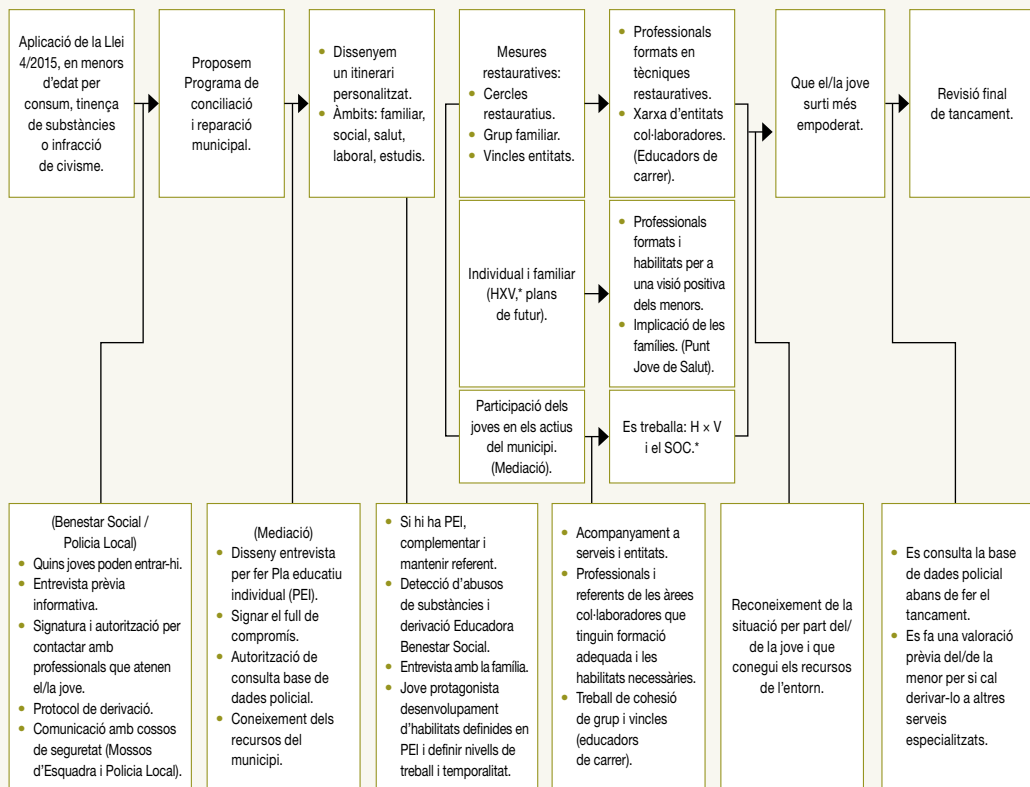 Aplicació de la Llei
4/2015, en menors
d’edat per
consum, tinença
de substàncies
o infracció
de civisme.
Proposem
Programa de
conciliació
i reparació
municipal.
• Dissenyem
un itinerari
personalitzat.
• Àmbits: familiar,
social, salut,
laboral, estudis.
Mesures
restauratives:
• Cercles
restauratius.
• Grup familiar.
• Vincles entitats.
• Professionals
formats en
tècniques
restauratives.
• Xarxa d’entitats
col·laboradores.
(Educadors de
carrer).
Que el/la jove
surti més
empoderat.
Revisió final
de tancament.
Individual i familiar
(HXV,* plans
de futur).
• Professionals
formats i
habilitats per a
una visió positiva
dels menors.
• Implicació de les
famílies. (Punt
Jove de Salut).
Participació dels
joves en els actius
del municipi.
(Mediació).
Es treballa: H × V
i el SOC.*
(Benestar Social /
Policia Local)
• Quins joves poden entrar-hi.
• Entrevista prèvia
informativa.
• Signatura i autorització per
contactar amb
professionals que atenen
el/la jove.
• Protocol de derivació.
• Comunicació amb cossos
de seguretat (Mossos
d’Esquadra i Policia Local).
(Mediació)
• Disseny entrevista
per fer Pla educatiu
individual (PEI).
• Signar el full de
compromís.
• Autorització de
consulta base de
dades policial.
• Coneixement dels
recursos del
municipi.
• Si hi ha PEI,
complementar i
mantenir referent.
• Detecció d’abusos
de substàncies i
derivació Educadora
Benestar Social.
• Entrevista amb la família.
• Jove protagonista
desenvolupament
d’habilitats definides en
PEI i definir nivells de
treball i temporalitat.
• Acompanyament a
serveis i entitats.
• Professionals i
referents de les àrees
col·laboradores que
tinguin formació
adequada i les
habilitats necessàries.
• Treball de cohesió
de grup i vincles
(educadors
de carrer).
Reconeixement de la
situació per part del/
de la jove i que
conegui els recursos
de l’entorn.
• Es consulta la base
de dades policial
abans de fer el
tancament.
• Es fa una valoració
prèvia del/de la
menor per si cal
derivar-lo a altres
serveis
especialitzats.